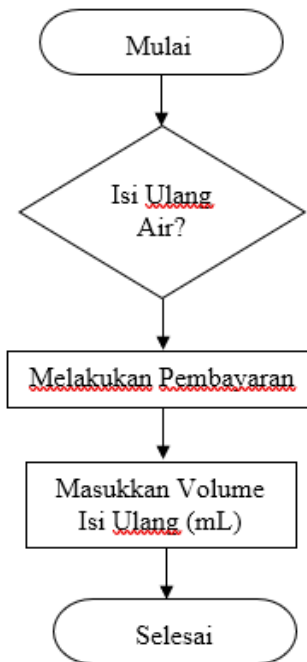 Mulai
Isi Ulang
Air?
Melakukan Pembayaran
Masukkan Volume
Isi Ulang (mL)
Selesai